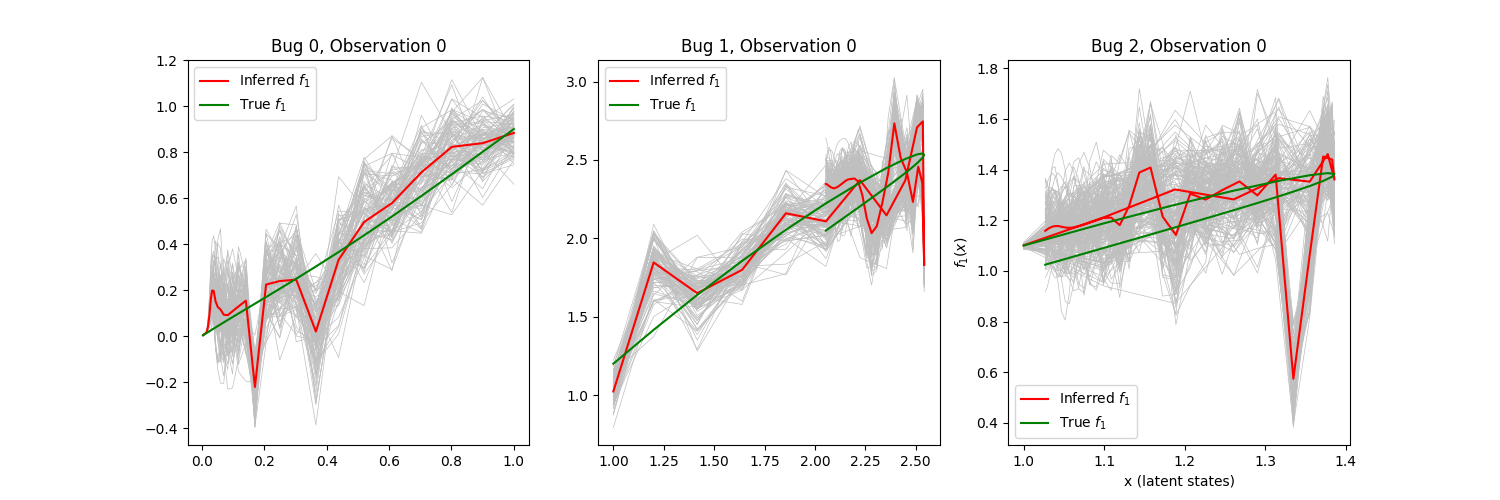 Bug 0, Observation 0
Inferred f₁
True f₁
1.2
1.0
0.8
0.6
0.4
0.2
0.0
−0.2
−0.4
0.0 0.2 0.4 0.6 0.8 1.0
Bug 1, Observation 0
Inferred f₁
True f₁
3.0
2.5
2.0
1.5
1.0
1.00 1.25 1.50 1.75 2.00 2.25 2.50
Bug 2, Observation 0
1.8
1.6
1.4
1.2
1.0
0.8
0.6
0.4
f₁(x)
Inferred f₁
True f₁
1.0 1.1 1.2 1.3 1.4
x (latent states)